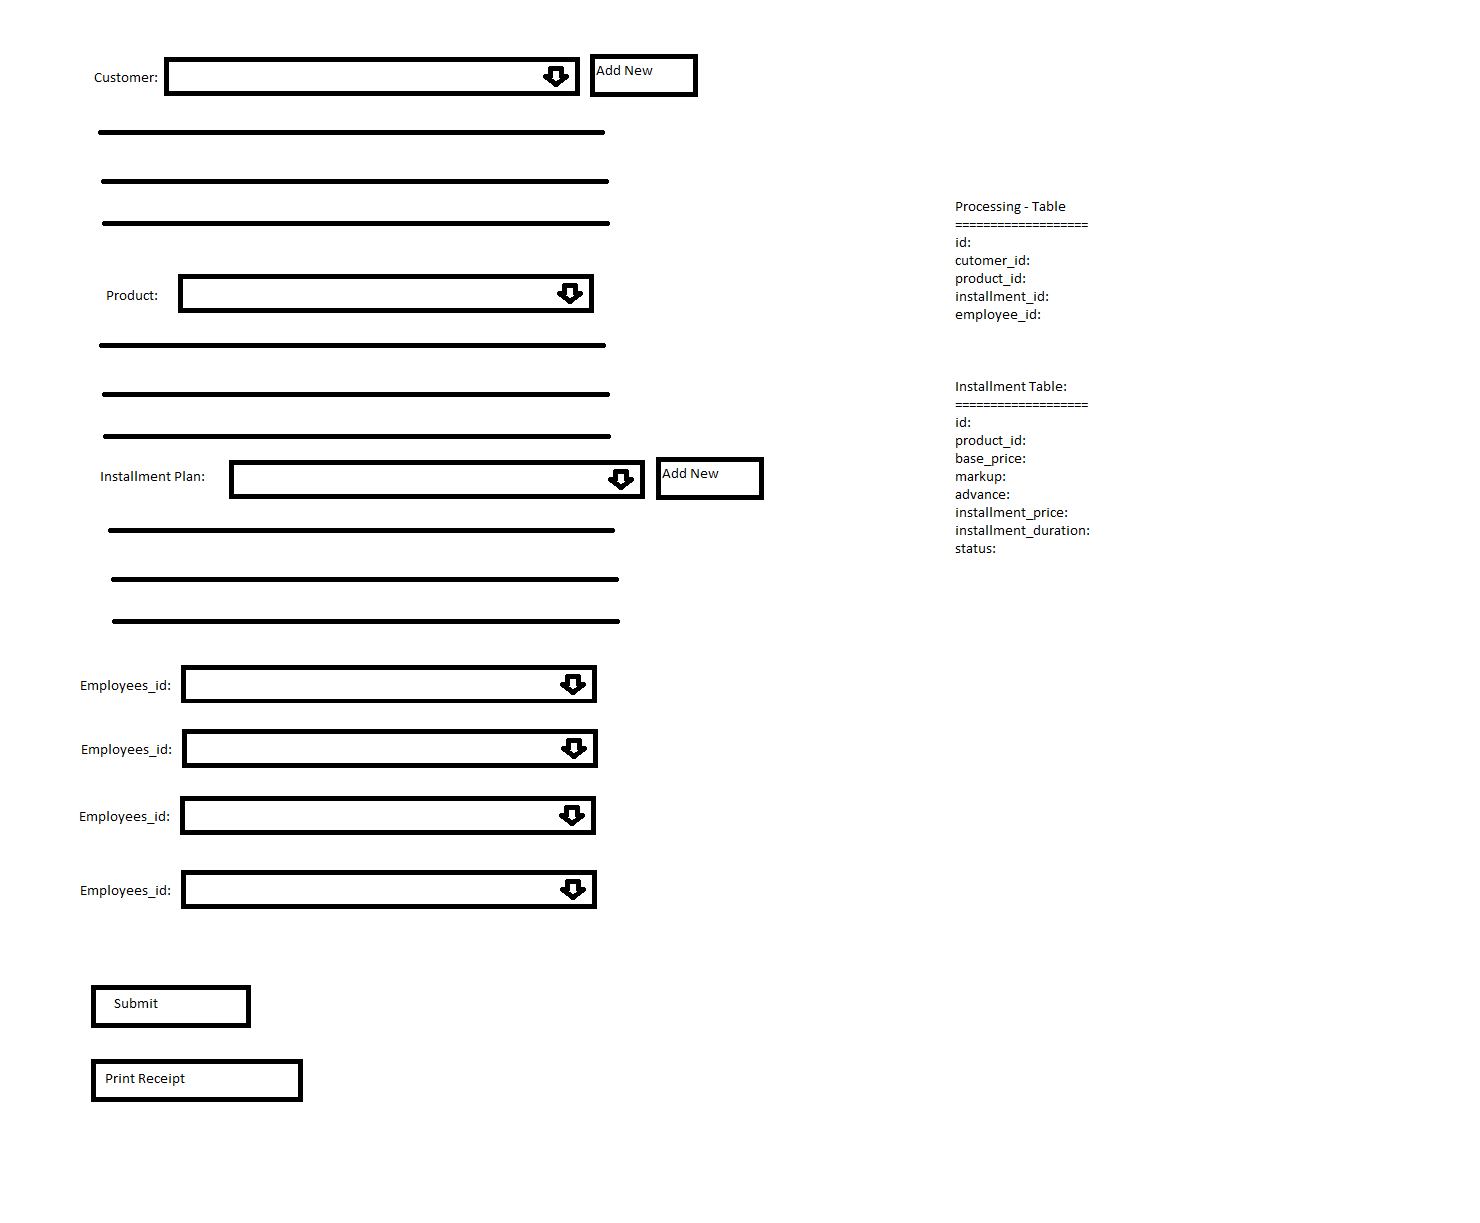 Customer:
Add New
Product:
Installment Plan:
Add New
Employees_id:
Employees_id:
Employees_id:
Employees_id:
Submit
Print Receipt
Processing - Table
===================
id:
cutomer_id:
product_id:
installment_id:
employee_id:
Installment Table:
===================
id:
product_id:
base_price:
markup:
advance:
installment_price:
installment_duration:
status: